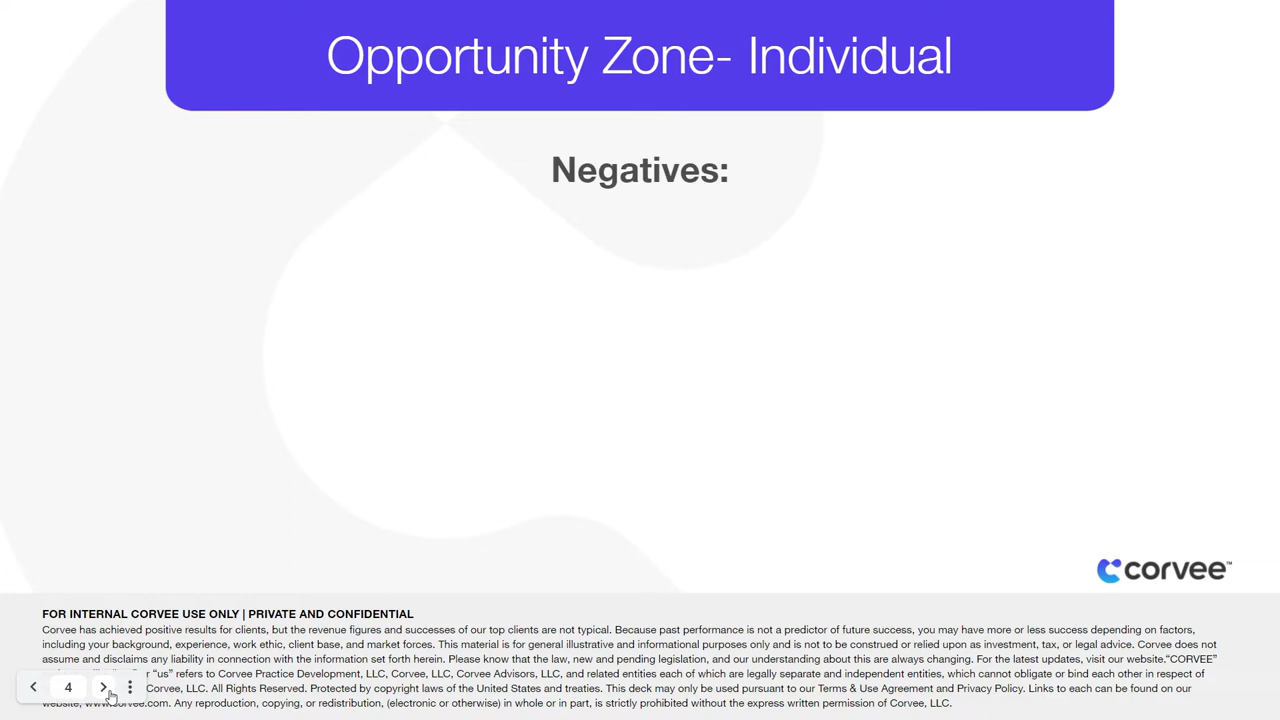 Opportunity Zone- Individual
Negatives:
corvee™
FOR INTERNAL CORVEE USE ONLY | PRIVATE AND CONFIDENTIAL
Corvee has achieved positive results for clients, but the revenue figures and successes of our top clients are not typical. Because past performance is not a predictor of future success, you may have more or less success depending on factors,
including your background, experience, work ethic, client base, and market forces. This material is for general illustrative and informational purposes only and is not to be construed or relied upon as investment, tax, or legal advice. Corvee does not
assume and disclaims any liability in connection with the information set forth herein. Please know that the law, new and pending legislation, and our understanding about this are always changing. For the latest updates, visit our website."CORVEE"
"us" refers to Corvee Practice Development, LLC, Corvee, LLC, Corvee Advisors, LLC, and related entities each of which are legally separate and independent entities, which cannot obligate or bind each other in respect of
4
Corvee, LLC. All Rights Reserved. Protected by copyright laws of the United States and treaties. This deck may only be used pursuant to our Terms & Use Agreement and Privacy Policy. Links to each can be found on our
website, www.corvee.com. Any reproduction, copying, or redistribution, (electronic or otherwise) in whole or in part, is strictly prohibited without the express written permission of Corvee, LLC.